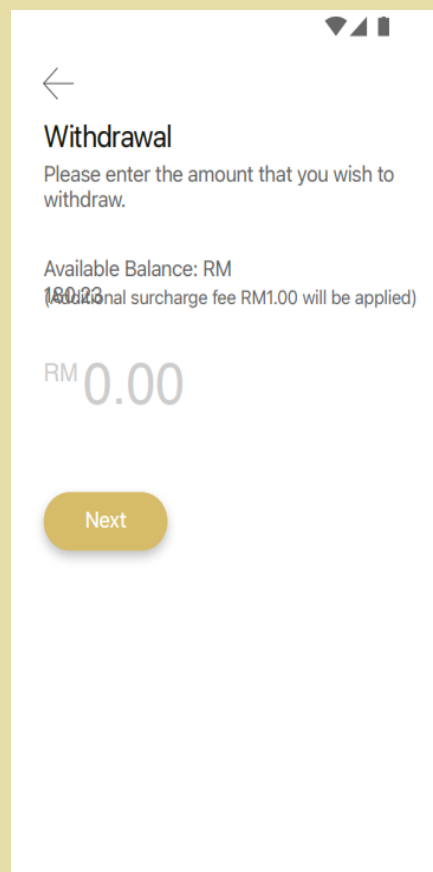 Withdrawal
Please enter the amount that you wish to
withdraw.
Available Balance: RM
180.23
(Additional surcharge fee RM1.00 will be applied)
RM 0.00
Next